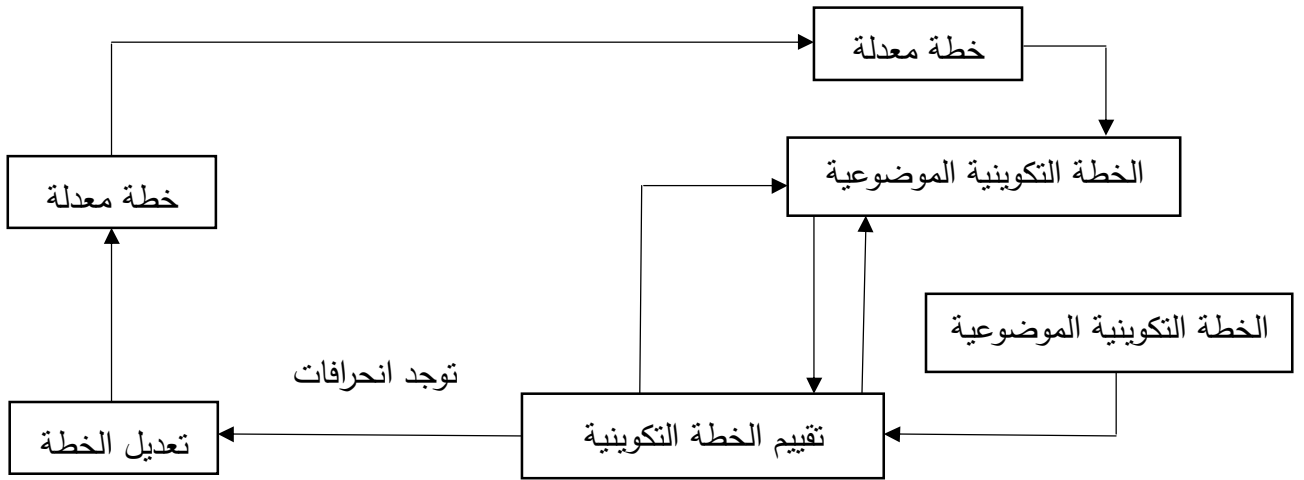 خطة معدلة
الخطة التكوينية الموضوعية
خطة معدلة
الخطة التكوينية الموضوعية
توجد انحرافات
تقييم الخطة التكوينية
تعديل الخطة